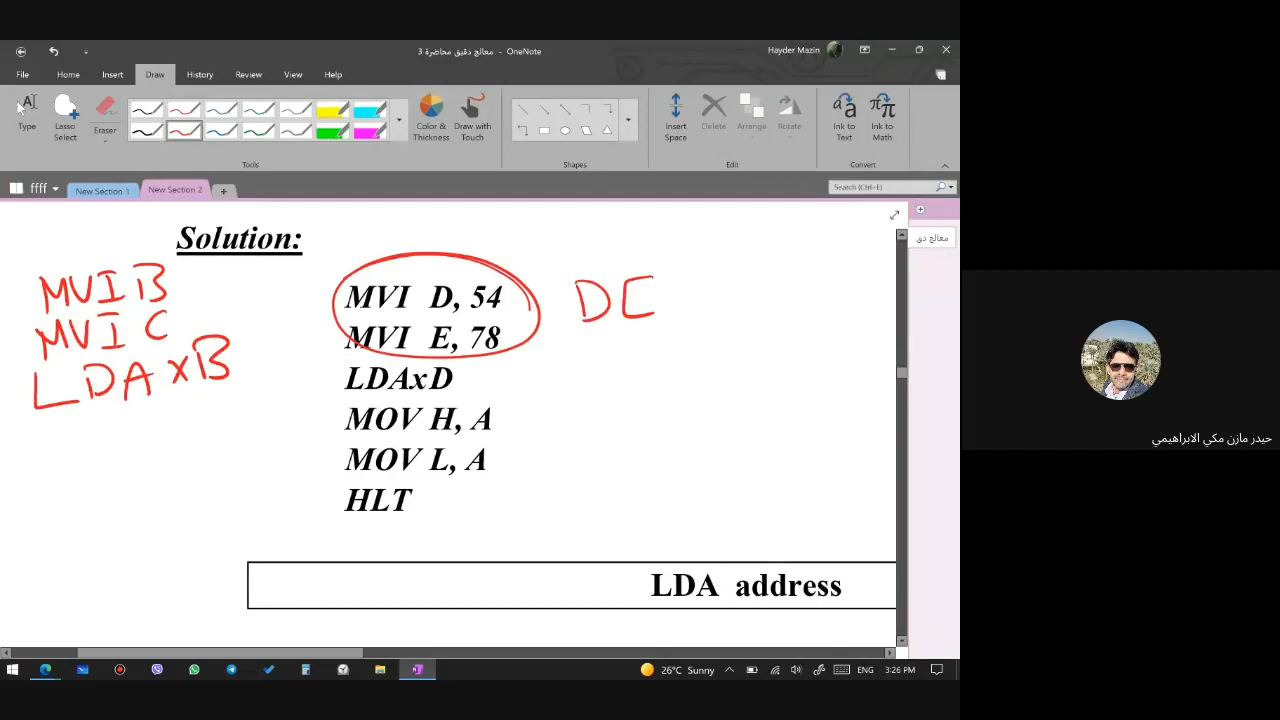 معالج دقيق محاضرة 3 - OneNote
Hayder Mazin
File Home Insert Draw History Review View Help
Type
Lasso Select
Eraser
Color & Thickness
Draw with Touch
Insert Space
Delete
Arrange
Rotate
Ink to Text
Ink to Math
Tools
Shapes
Edit
Convert
ffff
New Section 1
New Section 2
Search (Ctrl+E)
معالج دق
Solution:
MVI B
MVI C
LDAxB
MVI D, 54
MVI E, 78
LDAxD
MOV H, A
MOV L, A
HLT
LDA address
حيدر مازن مكي الابراهيمي
26°C Sunny
ENG
3:26 PM